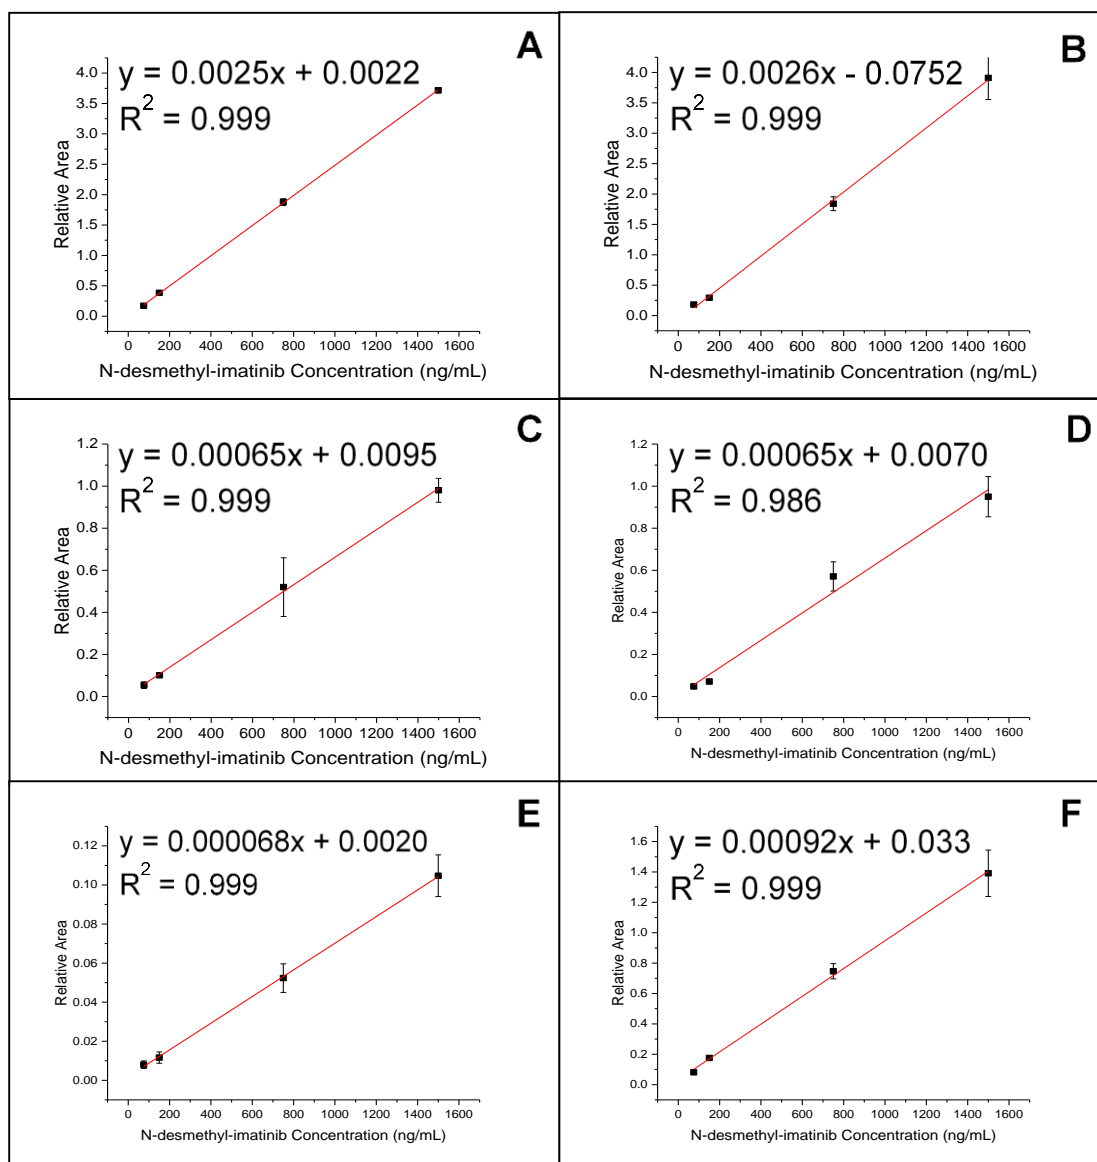 A
y = 0.0025x + 0.0022
R² = 0.999
4.0
3.5
3.0
2.5
2.0
1.5
1.0
0.5
0.0
Relative Area
0 200 400 600 800 1000 1200 1400 1600
N-desmethyl-imatinib Concentration (ng/mL)
B
y = 0.0026x - 0.0752
R² = 0.999
4.0
3.5
3.0
2.5
2.0
1.5
1.0
0.5
0.0
Relative Area
0 200 400 600 800 1000 1200 1400 1600
N-desmethyl-imatinib Concentration (ng/mL)
C
y = 0.00065x + 0.0095
R² = 0.999
1.2
1.0
0.8
0.6
0.4
0.2
0.0
Relative Area
0 200 400 600 800 1000 1200 1400 1600
N-desmethyl-imatinib Concentration (ng/mL)
D
y = 0.00065x + 0.0070
R² = 0.986
1.2
1.0
0.8
0.6
0.4
0.2
0.0
Relative Area
0 200 400 600 800 1000 1200 1400 1600
N-desmethyl-imatinib Concentration (ng/mL)
E
y = 0.000068x + 0.0020
R² = 0.999
0.12
0.10
0.08
0.06
0.04
0.02
0.00
Relative Area
0 200 400 600 800 1000 1200 1400 1600
N-desmethyl-imatinib Concentration (ng/mL)
F
y = 0.00092x + 0.033
R² = 0.999
1.6
1.4
1.2
1.0
0.8
0.6
0.4
0.2
0.0
Relative Area
0 200 400 600 800 1000 1200 1400 1600
N-desmethyl-imatinib Concentration (ng/mL)